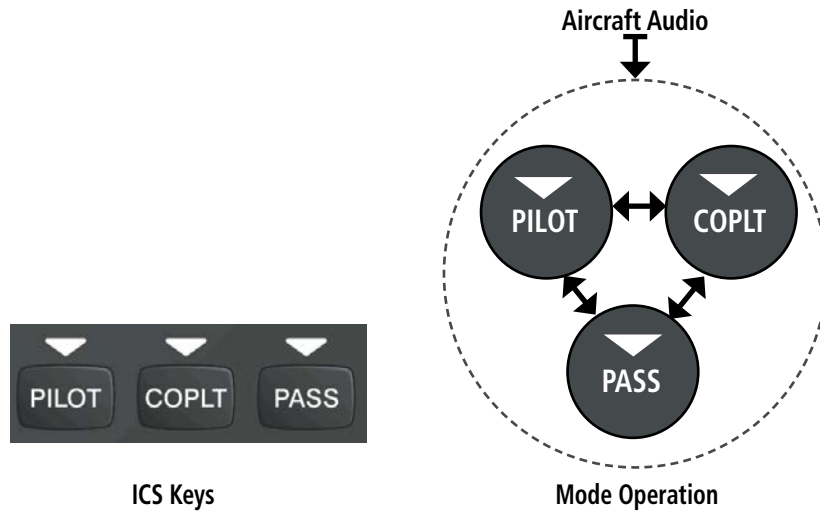 Aircraft Audio
PILOT
COPLT
PASS
PILOT
COPLT
PASS
ICS Keys
Mode Operation